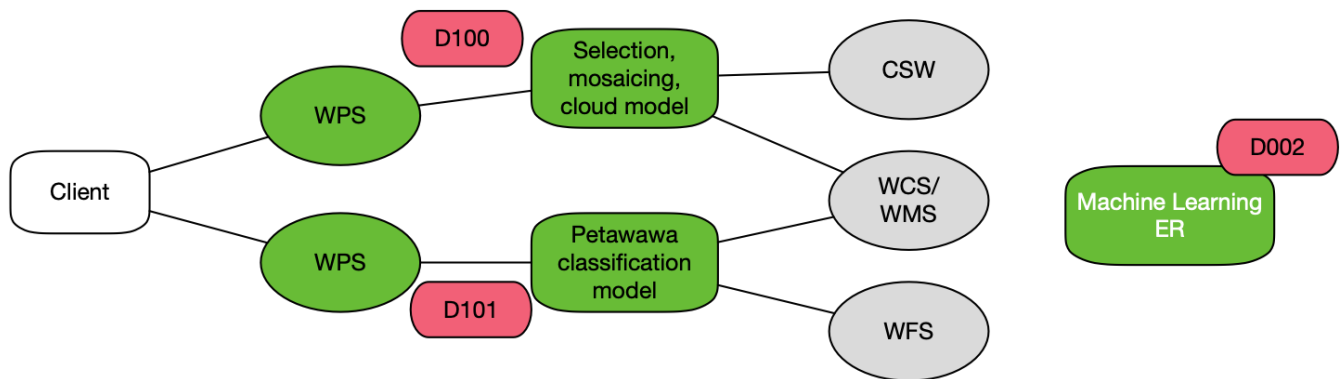 D100
Selection,
mosaicing,
cloud model
CSW
WPS
D002
Client
WCS/
WMS
Machine Learning
ER
WPS
Petawawa
classification
model
D101
WFS